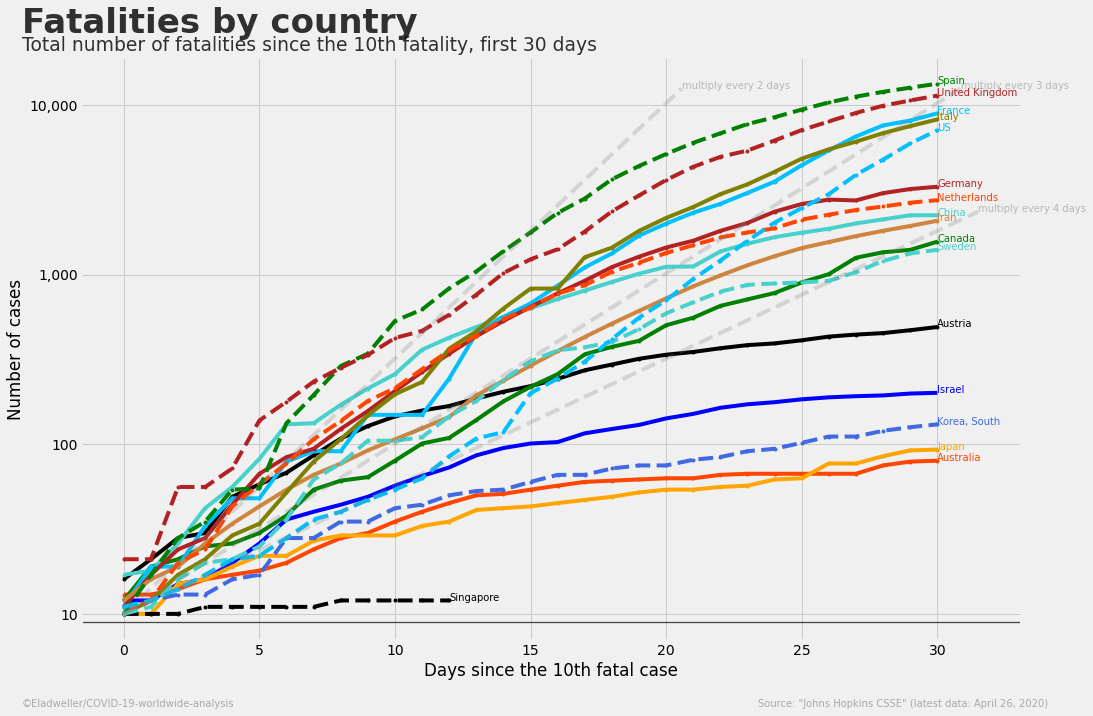 Fatalities by country
Total number of fatalities since the 10th fatality, first 30 days
multiply every 2 days
Spain
multiply every 3 days
United Kingdom
10,000
France
Italy
US
Germany
Netherlands
China
multiply every 4 days
Iran
Canada
Sweden
1,000
Austria
Number of cases
Israel
Korea, South
100
Japan
Australia
Singapore
10
0 5 10 15 20 25 30
Days since the 10th fatal case
©Eladweller/COVID-19-worldwide-analysis
Source: "Johns Hopkins CSSE" (latest data: April 26, 2020)